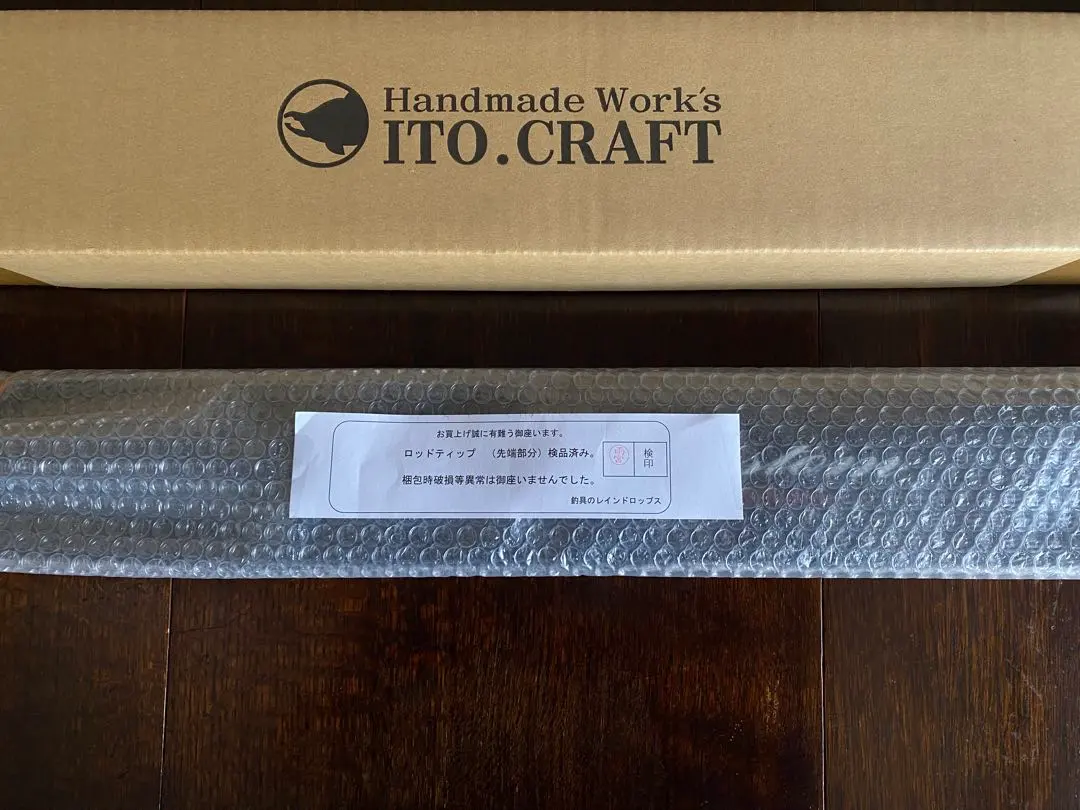 Handmade Work's
ITO.CRAFT
お買上げ誠に有難う御座います。
ロッドティップ （先端部分）検品済み。
検印
梱包時破損等異常は御座いませんでした。
釣具のレインドロップス